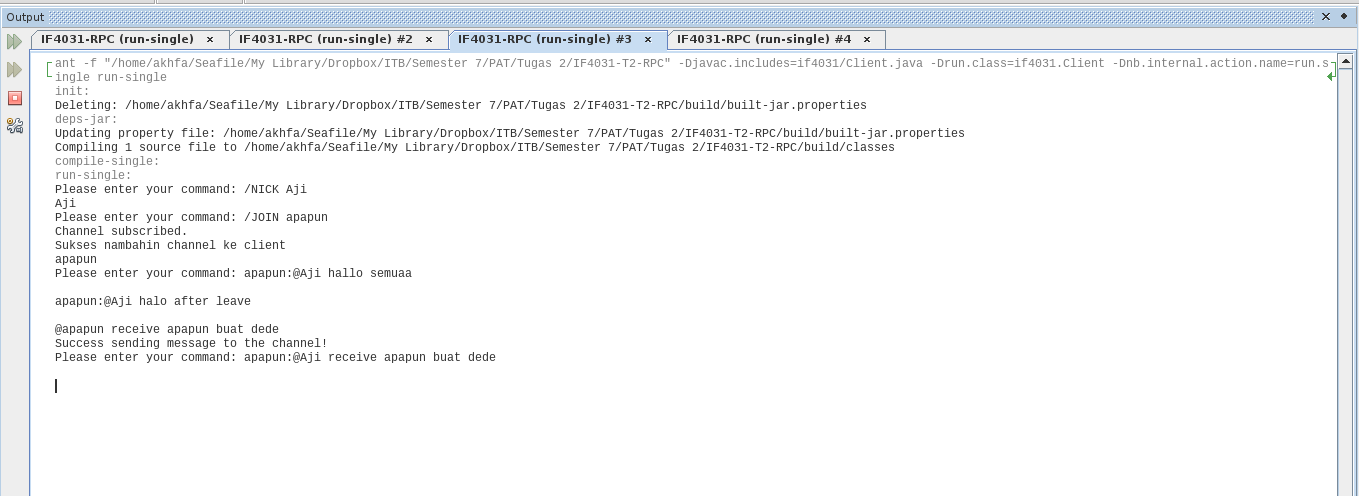 Output
IF4031-RPC (run-single) × IF4031-RPC (run-single) #2 × IF4031-RPC (run-single) #3 × IF4031-RPC (run-single) #4 ×
ant -f "/home/akhfa/Seafile/My Library/Dropbox/ITB/Semester 7/PAT/Tugas 2/IF4031-T2-RPC" -Djavac.includes=if4031/Client.java -Drun.class=if4031.Client -Dnb.internal.action.name=run.s
ingle run-single
init:
Deleting: /home/akhfa/Seafile/My Library/Dropbox/ITB/Semester 7/PAT/Tugas 2/IF4031-T2-RPC/build/built-jar.properties
deps-jar:
Updating property file: /home/akhfa/Seafile/My Library/Dropbox/ITB/Semester 7/PAT/Tugas 2/IF4031-T2-RPC/build/built-jar.properties
Compiling 1 source file to /home/akhfa/Seafile/My Library/Dropbox/ITB/Semester 7/PAT/Tugas 2/IF4031-T2-RPC/build/classes
compile-single:
run-single:
Please enter your command: /NICK Aji
Aji
Please enter your command: /JOIN apapun
Channel subscribed.
Sukses nambahin channel ke client
apapun
Please enter your command: apapun:@Aji hallo semuaa
apapun:@Aji halo after leave
@apapun receive apapun buat dede
Success sending message to the channel!
Please enter your command: apapun:@Aji receive apapun buat dede